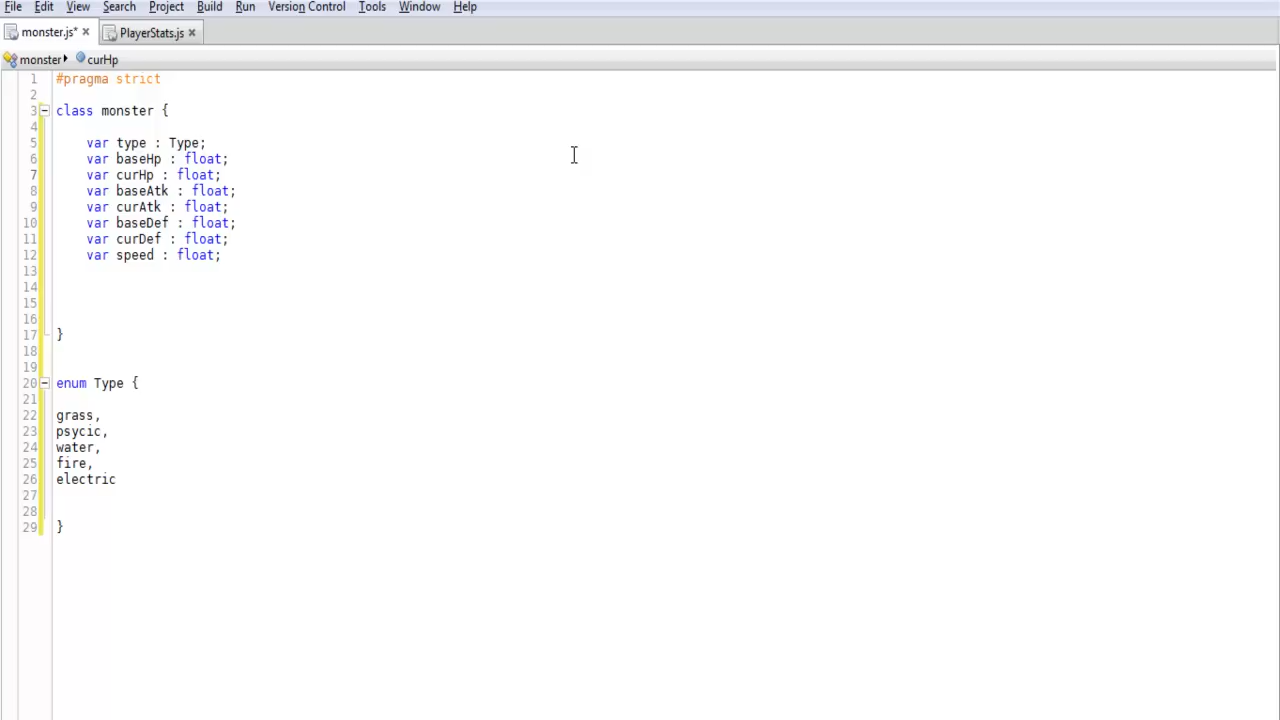 File Edit View Search Project Build Run Version Control Tools Window Help
monster.js* PlayerStats.js
monster curHp
1 #pragma strict
2
3 class monster {
4
5 var type : Type;
6 var baseHp : float;
7 var curHp : float;
8 var baseAtk : float;
9 var curAtk : float;
10 var baseDef : float;
11 var curDef : float;
12 var speed : float;
13
14
15
16
17 }
18
19
20 enum Type {
21
22 grass,
23 psycic,
24 water,
25 fire,
26 electric
27
28
29 }